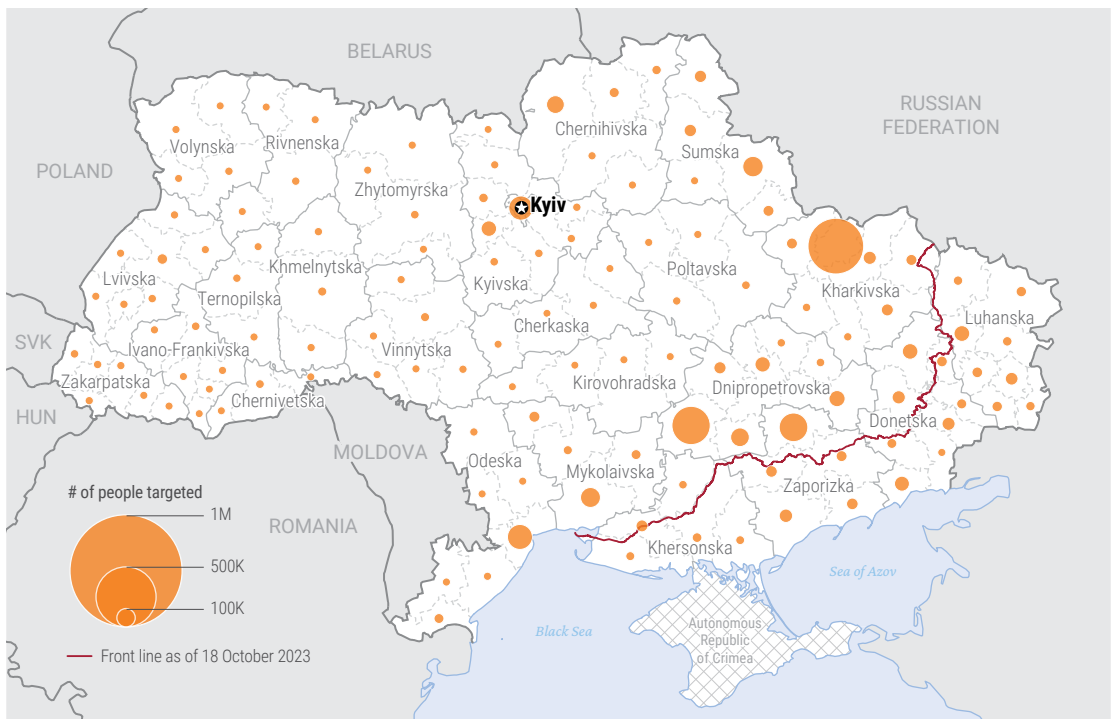 BELARUS
RUSSIAN
FEDERATION
POLAND
Volynska
Rivnenska
Zhytomyrska
Chernihivska
Sumska
Kyiv
Lvivska
Ternopilska
Khmelnytska
Kyivska
Poltavska
Kharkivska
Luhanska
SVK
Ivano-Frankivska
Vinnytska
Cherkaska
Zakarpatska
Chernivetska
Kirovohradska
Dnipropetrovska
HUN
Donetska
MOLDOVA
Odeska
Mykolaivska
Zaporizka
ROMANIA
Khersonska
Sea of Azov
Black Sea
Autonomous
Republic
of Crimea
# of people targeted
1M
500K
100K
Front line as of 18 October 2023